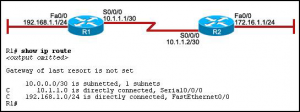 Fa0/0
192.168.1.1/24
S0/0/0
10.1.1.1/30
R1
S0/0/0
10.1.1.2/30
Fa0/0
172.16.1.1/24
R2
R1# show ip route
<output omitted>
Gateway of last resort is not set
10.0.0.0/30 is subnetted, 1 subnets
C 10.1.1.0 is directly connected, Serial0/0/0
C 192.168.1.0/24 is directly connected, FastEthernet0/0
R1#